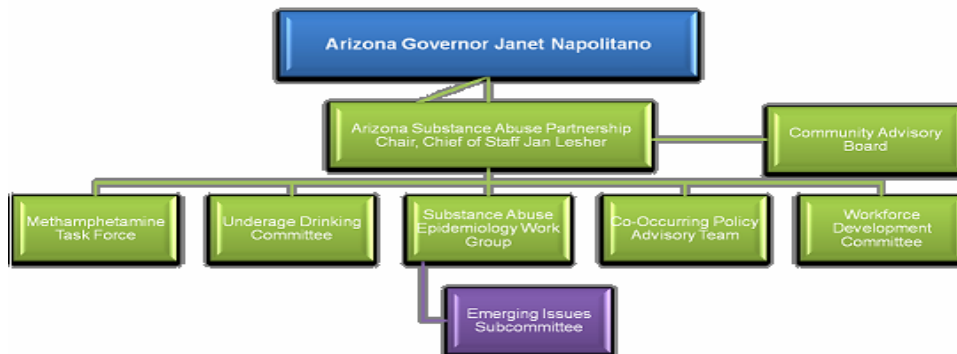 Arizona Governor Janet Napolitano
Arizona Substance Abuse Partnership
Chair, Chief of Staff Jan Lesher
Community Advisory
Board
Methamphetamine
Task Force
Underage Drinking
Committee
Substance Abuse
Epidemiology Work
Group
Co-Occurring Policy
Advisory Team
Workforce
Development
Committee
Emerging Issues
Subcommittee